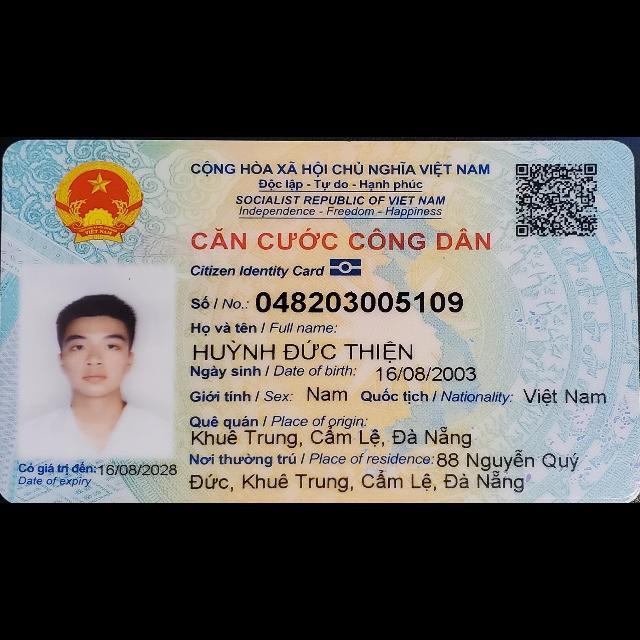 CỘNG HÒA XÃ HỘI CHỦ NGHĨA VIỆT NAM
Độc lập - Tự do - Hạnh phúc
SOCIALIST REPUBLIC OF VIET NAM
Independence - Freedom - Happiness
CĂN CƯỚC CÔNG DÂN
Citizen Identity Card
Số / No.: 048203005109
Họ và tên / Full name:
HUỲNH ĐỨC THIỆN
Ngày sinh / Date of birth: 16/08/2003
Giới tính / Sex: Nam Quốc tịch / Nationality: Việt Nam
Quê quán / Place of origin:
Khuê Trung, Cẩm Lệ, Đà Nẵng
Nơi thường trú / Place of residence: 88 Nguyễn Quý
Đức, Khuê Trung, Cẩm Lệ, Đà Nẵng
Có giá trị đến: 16/08/2028
Date of expiry